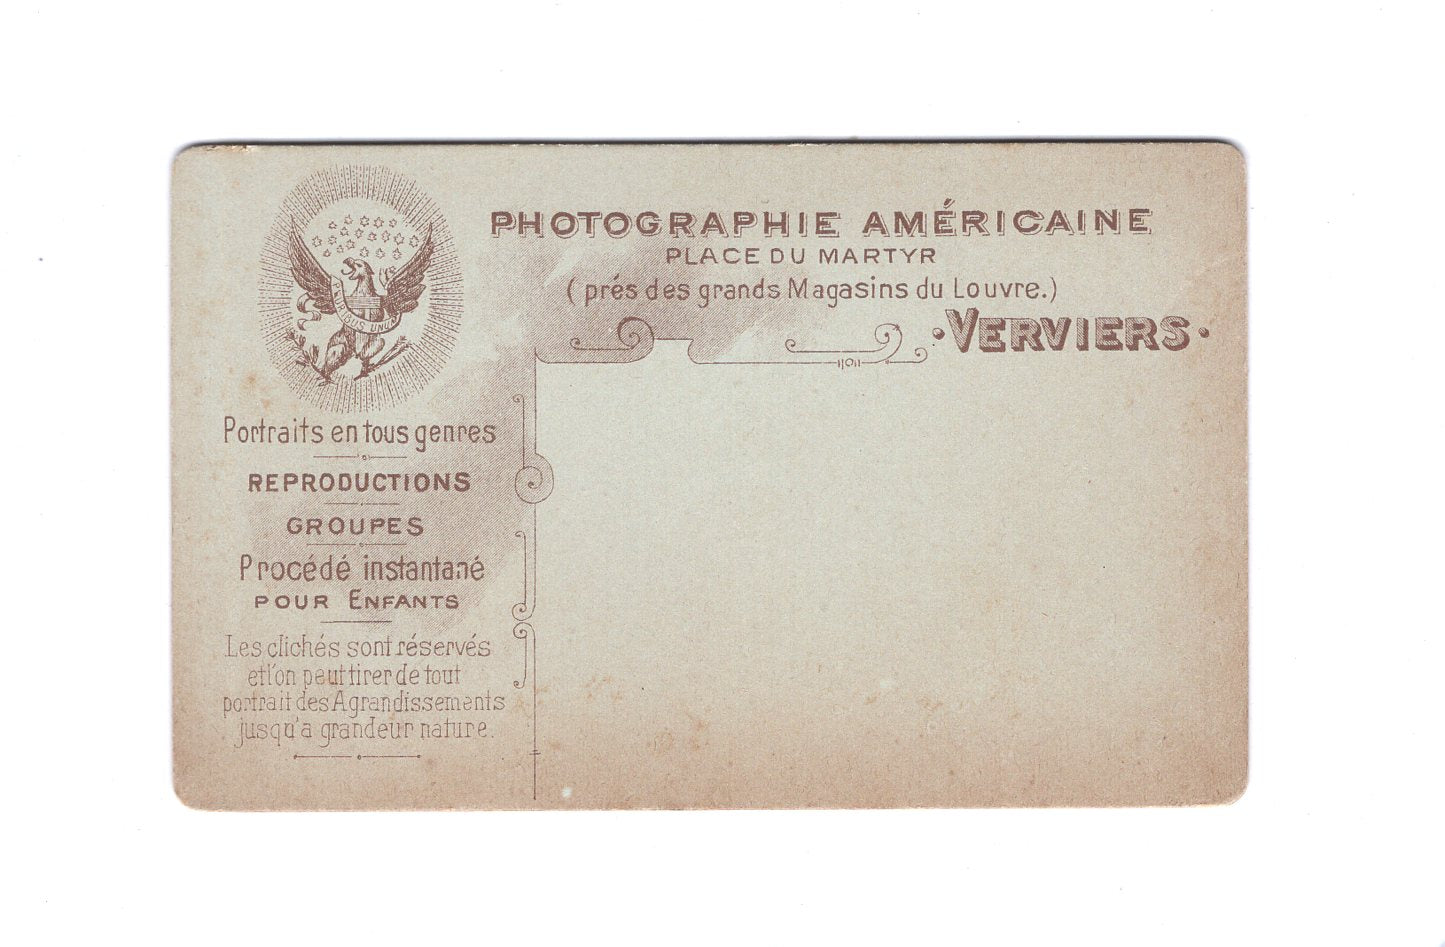 PHOTOGRAPHIE AMÉRICAINE
PLACE DU MARTYR
(prés des grands Magasins du Louvre.)
·VERVIERS·
PLURIBUS UNUM
Portraits en tous genres
REPRODUCTIONS
GROUPES
Procédé instantané
POUR ENFANTS
Les clichés sont réservés
et l'on peut tirer de tout
portrait des Agrandissements
jusqu'a grandeur nature.